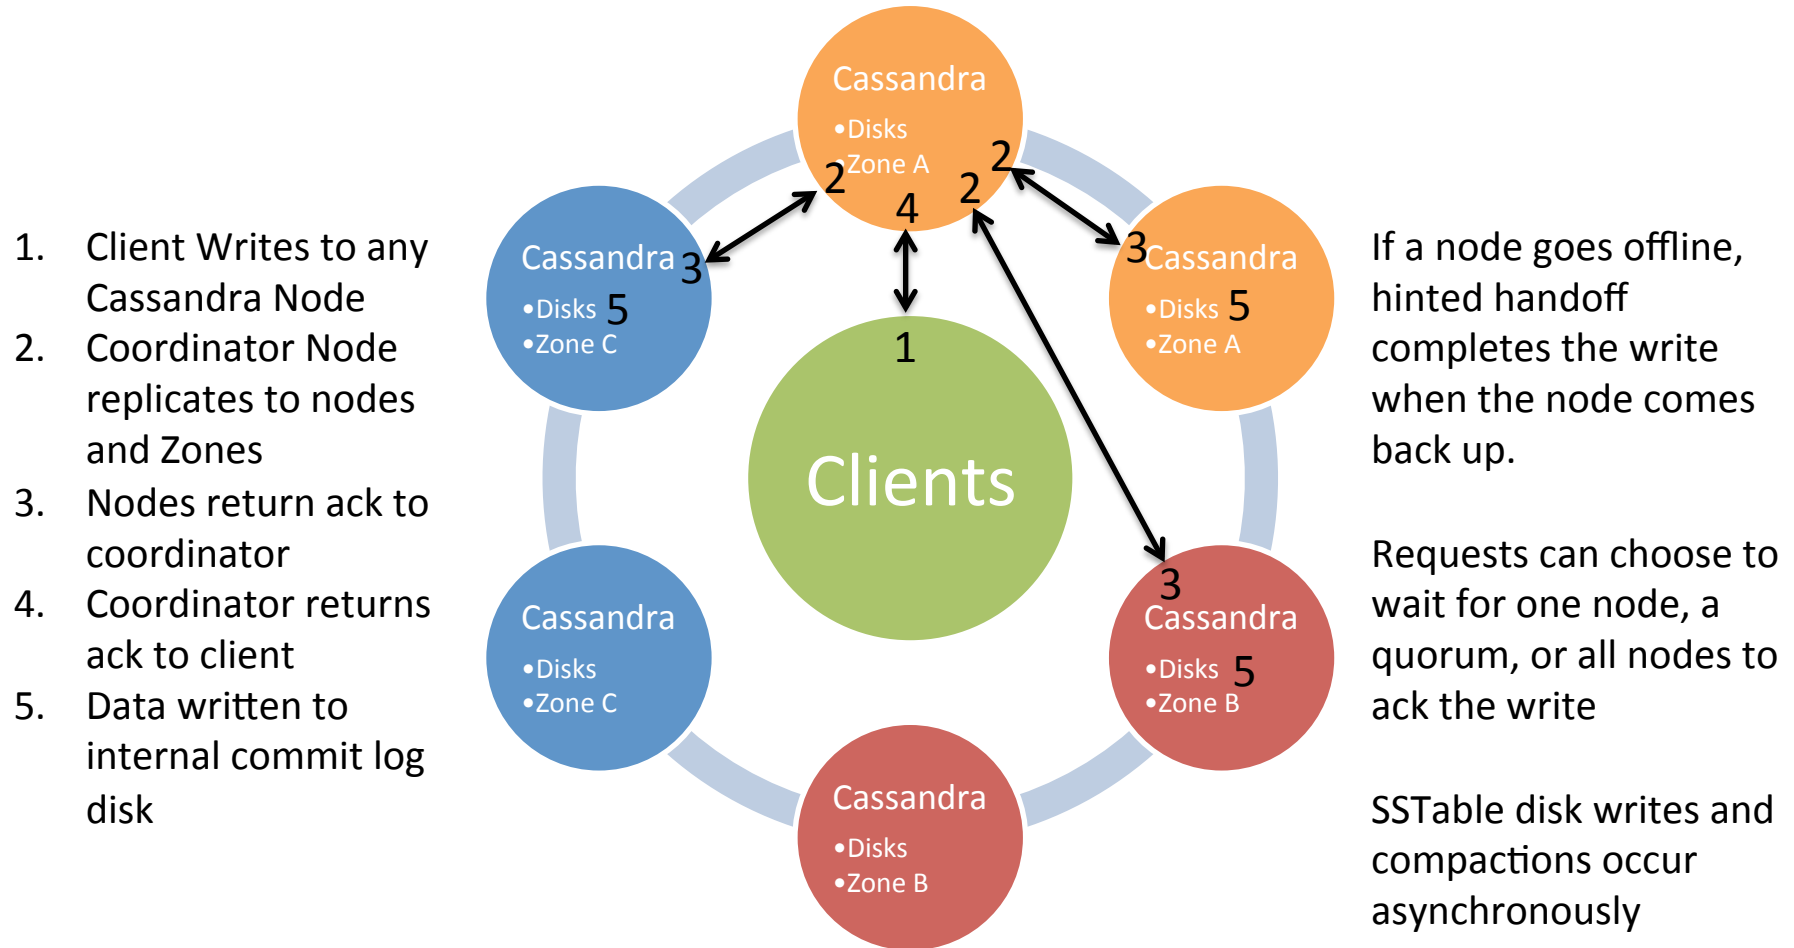 1. Client Writes to any
Cassandra Node
2. Coordinator Node
replicates to nodes
and Zones
3. Nodes return ack to
coordinator
4. Coordinator returns
ack to client
5. Data written to
internal commit log
disk
Cassandra
•Disks
•Zone A
2
4
2
2
Cassandra
3
•Disks 5
•Zone C
3
Cassandra
•Disks 5
•Zone A
1
Clients
Cassandra
•Disks
•Zone C
3
Cassandra
•Disks 5
•Zone B
Cassandra
•Disks
•Zone B
If a node goes offline,
hinted handoff
completes the write
when the node comes
back up.
Requests can choose to
wait for one node, a
quorum, or all nodes to
ack the write
SSTable disk writes and
compactions occur
asynchronously